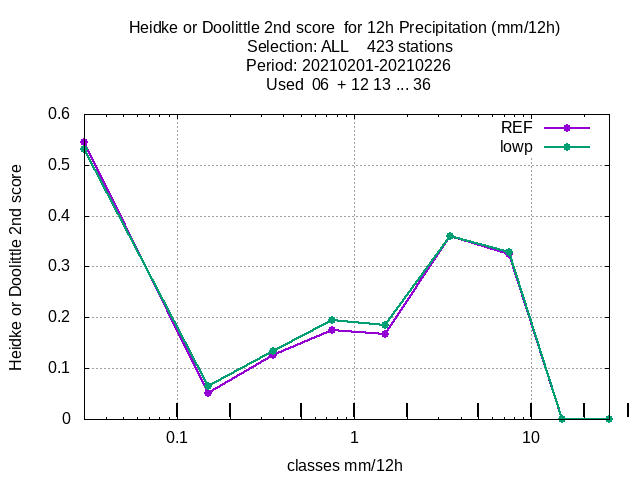 Heidke or Doolittle 2nd score  for 12h Precipitation (mm/12h)
Selection: ALL    423 stations
Period: 20210201-20210226
Used  06  + 12 13 ... 36
REF
lowp
0.6
0.5
0.4
0.3
0.2
0.1
0
Heidke or Doolittle 2nd score
0.1
1
10
classes mm/12h